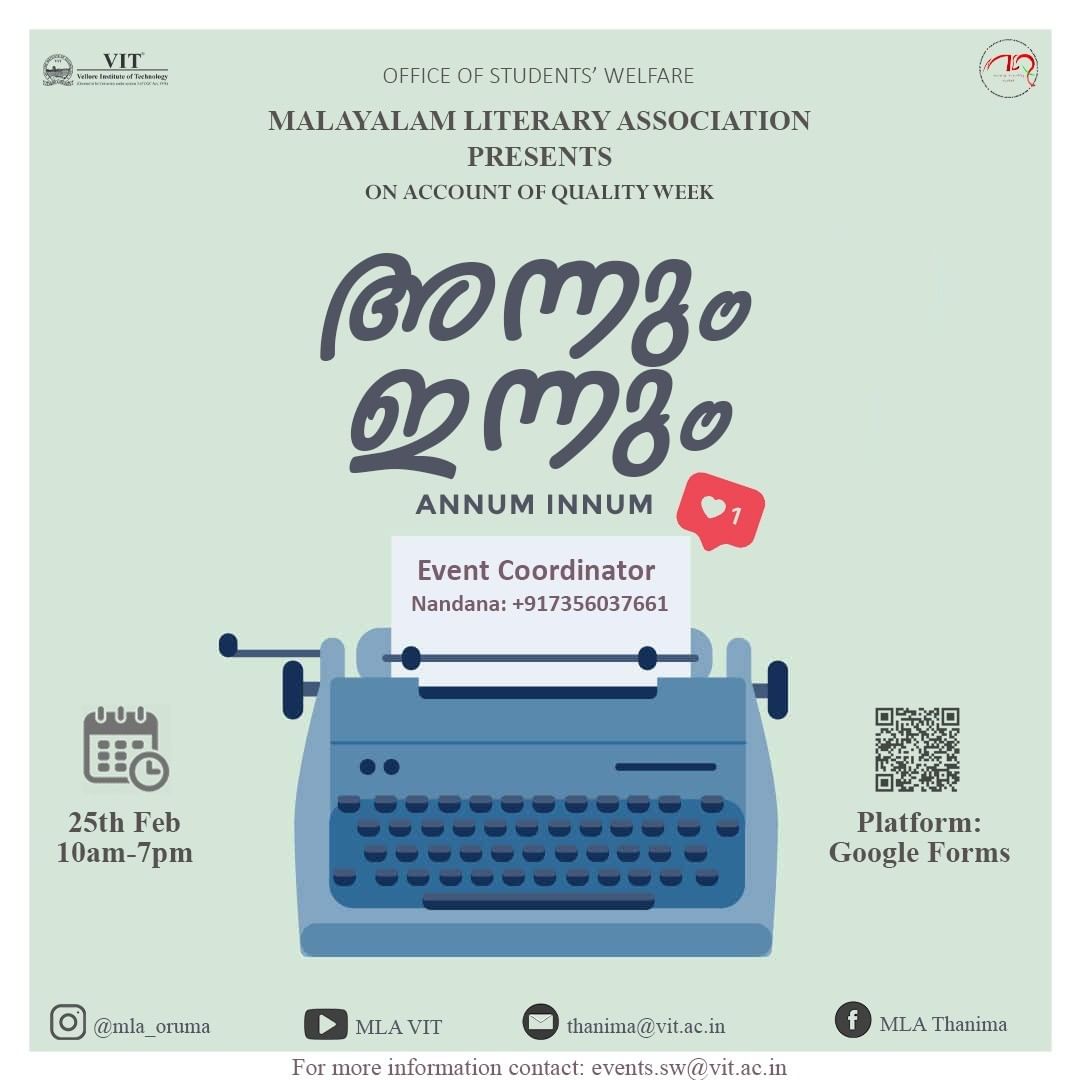 VIT
Vellore Institute of Technology
OFFICE OF STUDENTS’ WELFARE
MALAYALAM LITERARY ASSOCIATION
PRESENTS
ON ACCOUNT OF QUALITY WEEK
അന്നും
ഇന്നും
ANNUM INNUM
1
Event Coordinator
Nandana: +917356037661
25th Feb
10am-7pm
Platform:
Google Forms
@mla_oruma
MLA VIT
thanima@vit.ac.in
MLA Thanima
For more information contact: events.sw@vit.ac.in